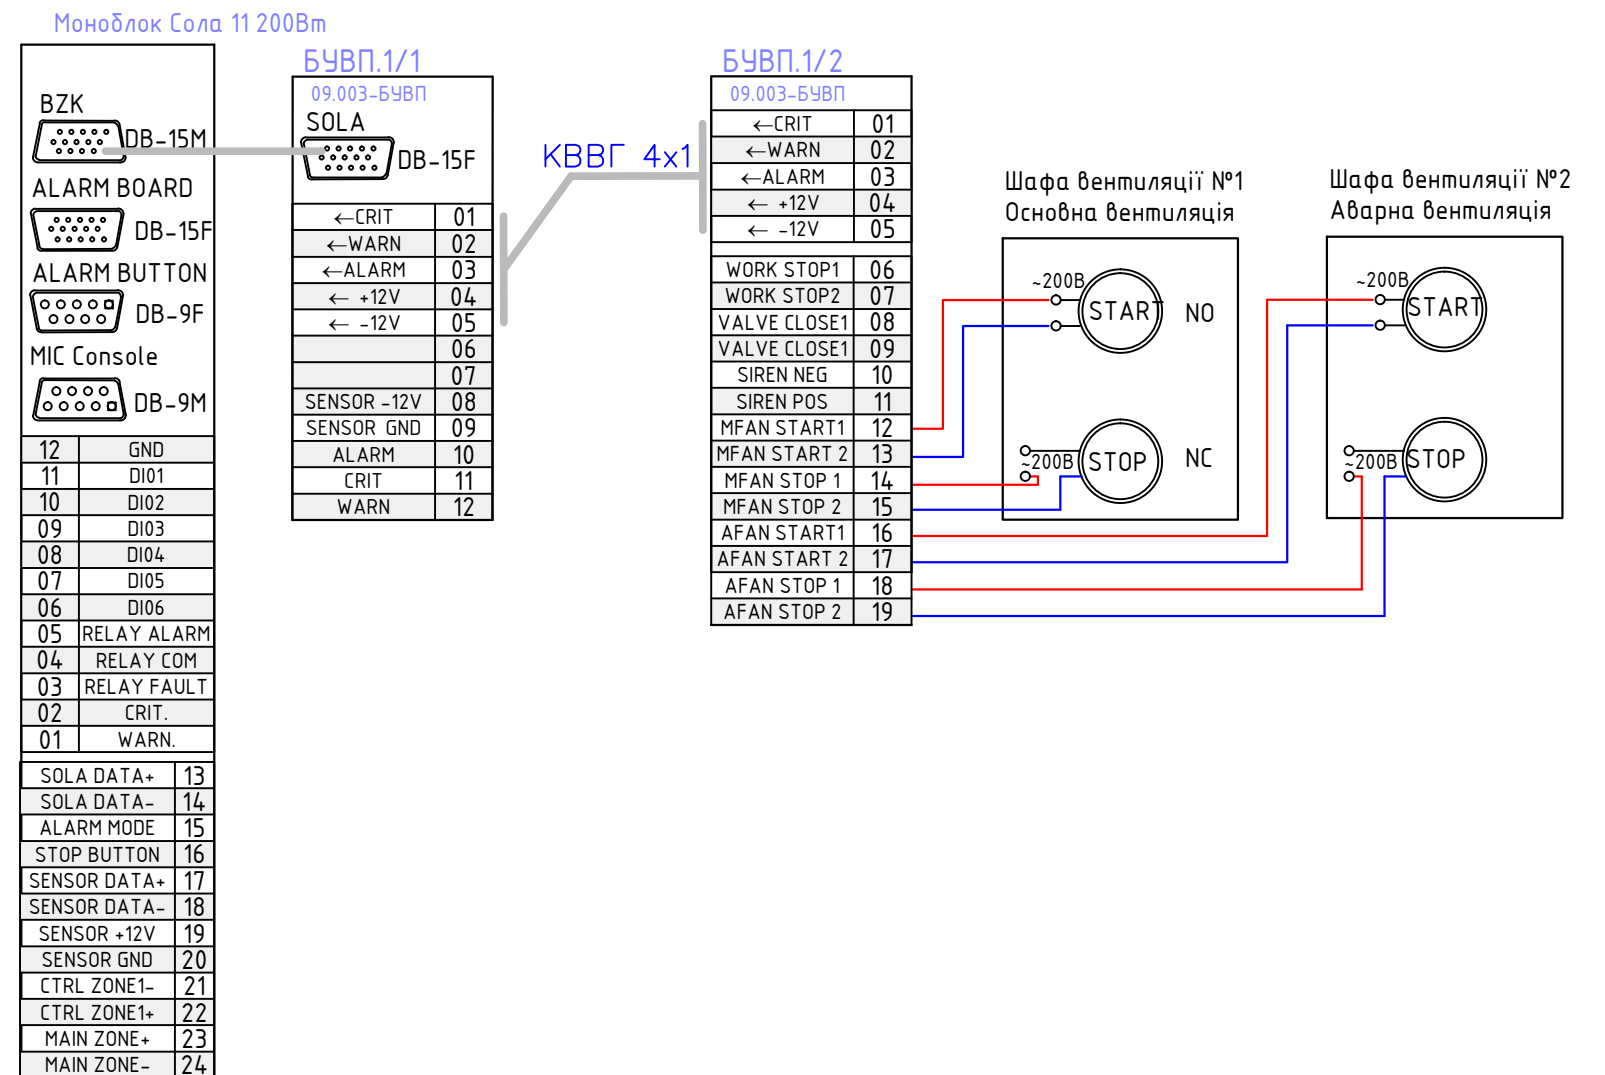 Моноблок Сола 11 200Вт
BZK
DB-15M
ALARM BOARD
DB-15F
ALARM BUTTON
DB-9F
MIC Console
DB-9M
12 GND
11 DI01
10 DI02
09 DI03
08 DI04
07 DI05
06 DI06
05 RELAY ALARM
04 RELAY COM
03 RELAY FAULT
02 CRIT.
01 WARN.
SOLA DATA+ 13
SOLA DATA- 14
ALARM MODE 15
STOP BUTTON 16
SENSOR DATA+ 17
SENSOR DATA- 18
SENSOR +12V 19
SENSOR GND 20
CTRL ZONE1- 21
CTRL ZONE1+ 22
MAIN ZONE+ 23
MAIN ZONE- 24
БУВП.1/1
09.003-БУВП
SOLA
DB-15F
←CRIT 01
←WARN 02
←ALARM 03
← +12V 04
← -12V 05
06
07
SENSOR -12V 08
SENSOR GND 09
ALARM 10
CRIT 11
WARN 12
КВВГ 4x1
БУВП.1/2
09.003-БУВП
←CRIT 01
←WARN 02
←ALARM 03
← +12V 04
← -12V 05
WORK STOP1 06
WORK STOP2 07
VALVE CLOSE1 08
VALVE CLOSE1 09
SIREN NEG 10
SIREN POS 11
MFAN START1 12
MFAN START 2 13
MFAN STOP 1 14
MFAN STOP 2 15
AFAN START1 16
AFAN START 2 17
AFAN STOP 1 18
AFAN STOP 2 19
Шафа вентиляції №1
Основна вентиляція
~200В
START
NO
~200В
STOP
NC
Шафа вентиляції №2
Аварна вентиляція
~200В
START
~200В
STOP